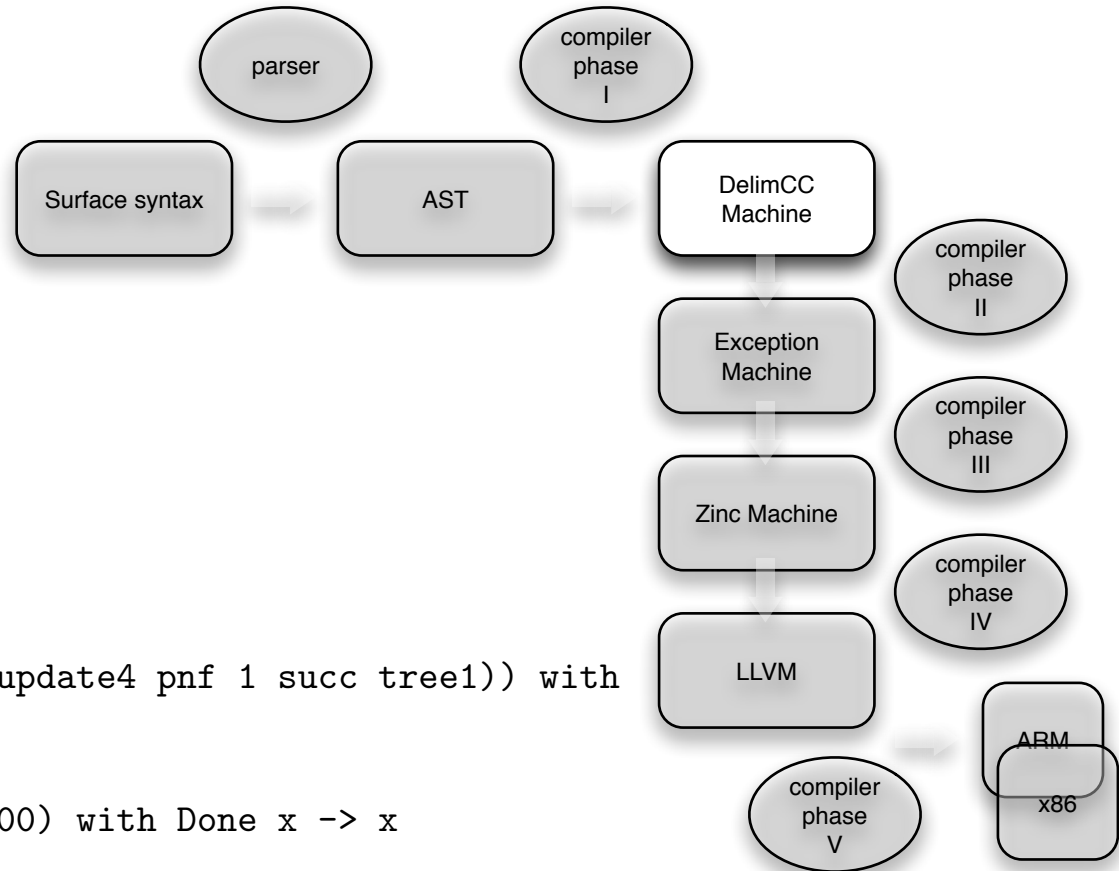 parser
compiler
phase
I
Surface syntax
AST
DelimCC
Machine
compiler
phase
II
Exception
Machine
compiler
phase
III
Zinc Machine
compiler
phase
IV
update4 pnf 1 succ tree1)) with
LLVM
ARM
x86
compiler
phase
V
00) with Done x -> x